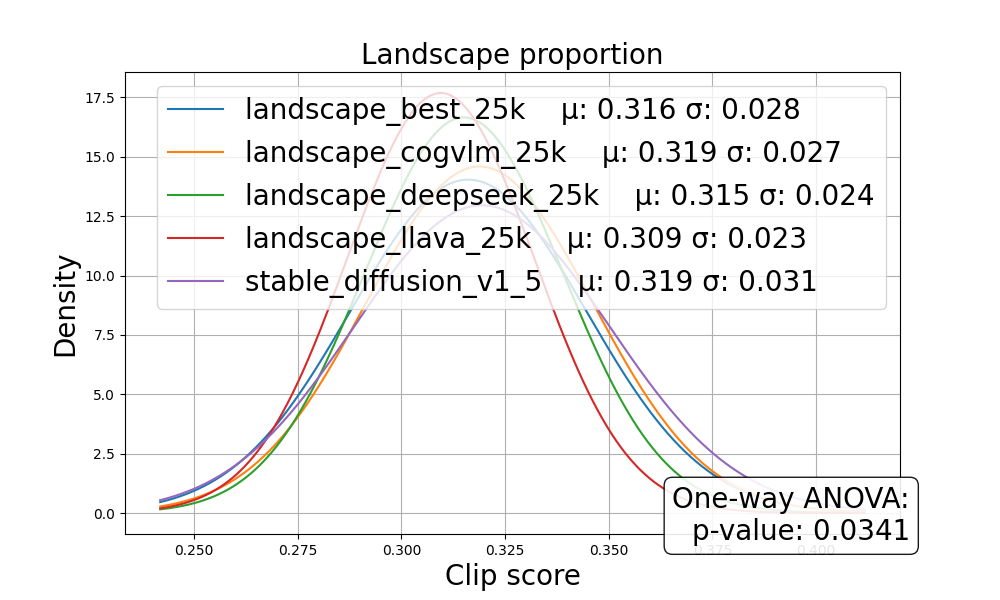 Landscape proportion
landscape_best_25k μ: 0.316 σ: 0.028
landscape_cogvlm_25k μ: 0.319 σ: 0.027
landscape_deepseek_25k μ: 0.315 σ: 0.024
landscape_llava_25k μ: 0.309 σ: 0.023
stable_diffusion_v1_5 μ: 0.319 σ: 0.031
Density
17.5
15.0
12.5
10.0
7.5
5.0
2.5
0.0
One-way ANOVA:
p-value: 0.0341
0.250 0.275 0.300 0.325 0.350 0.375 0.400
Clip score